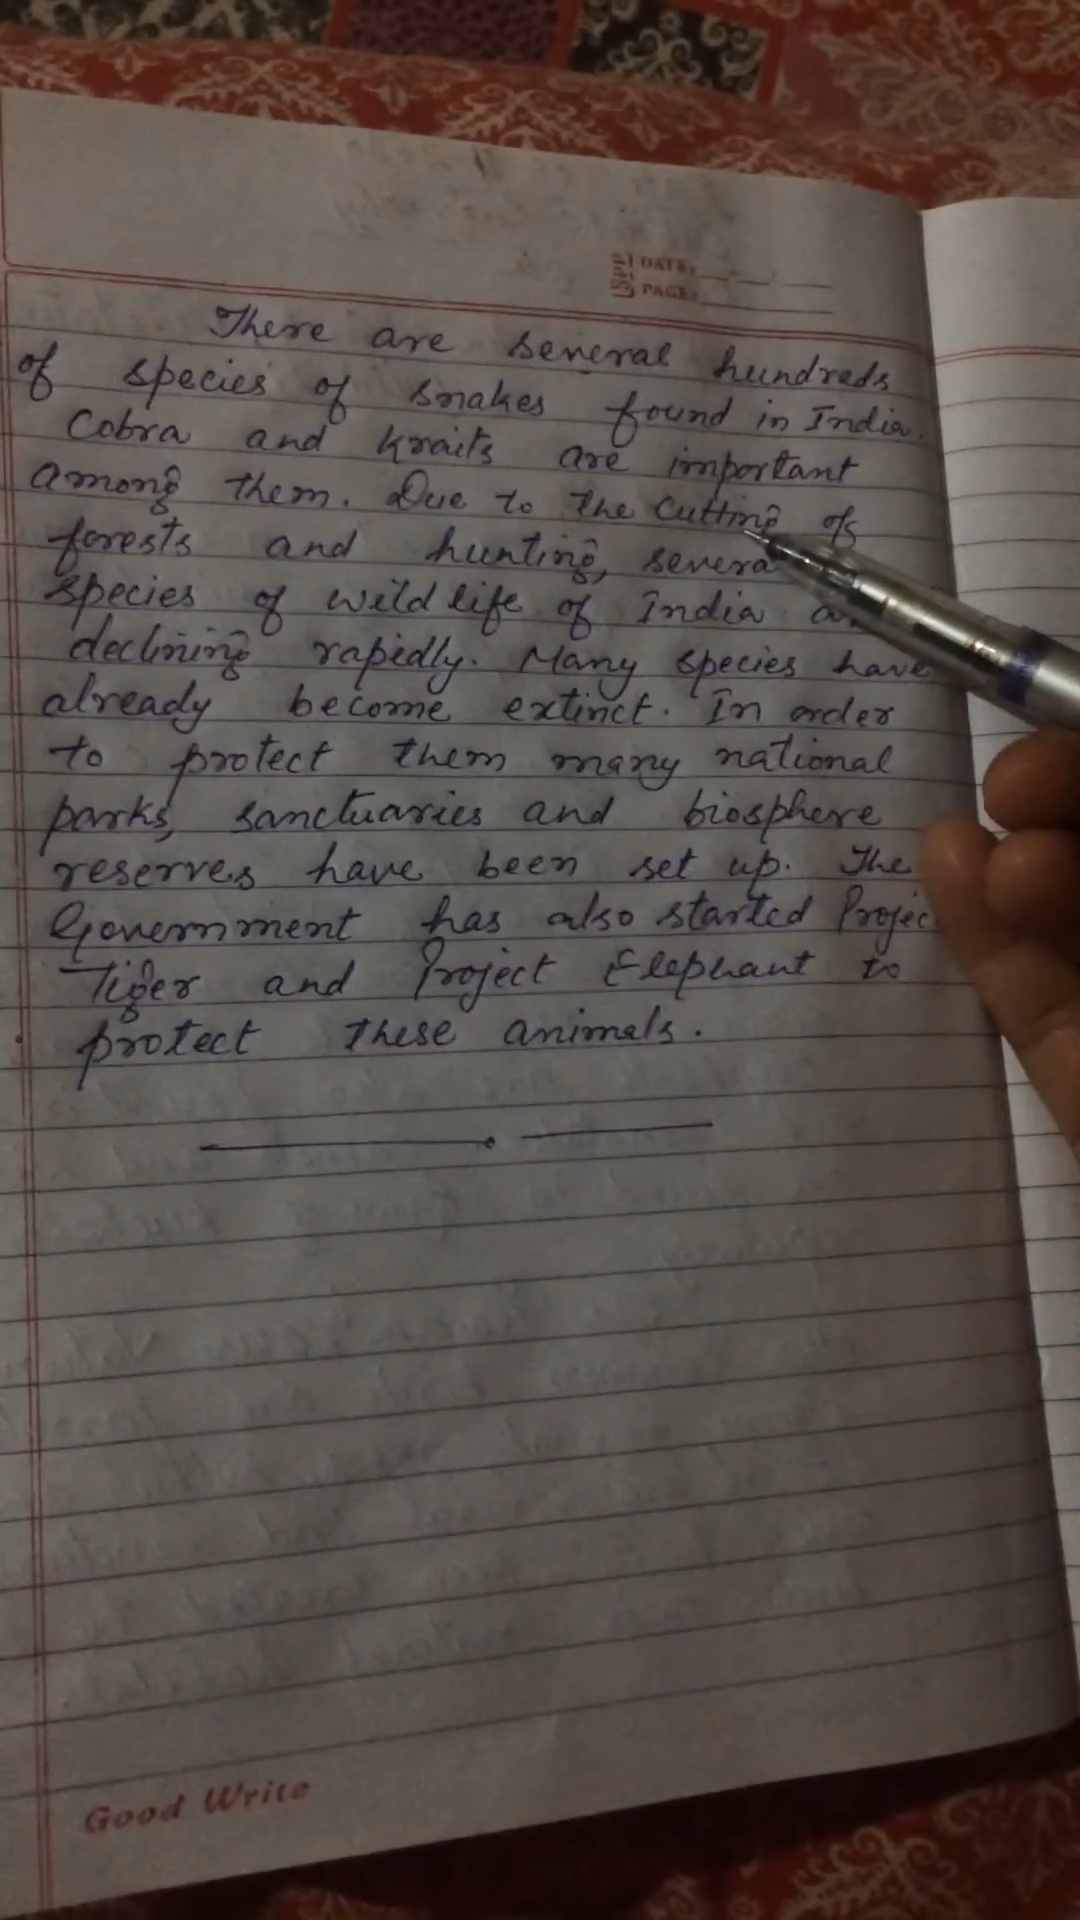 DATE:
PAGE:
There are several hundreds
of species of snakes found in India.
Cobra and kraits are important
among them. Due to the cutting of
forests and hunting, severa
species of wild life of India
declining rapidly. Many species have
already become extinct. In order
to protect them many national
parks, sanctuaries and biosphere
reserves have been set up. The
Government has also started Projec
Tiger and Project Elephant to
protect these animals.
Good Write